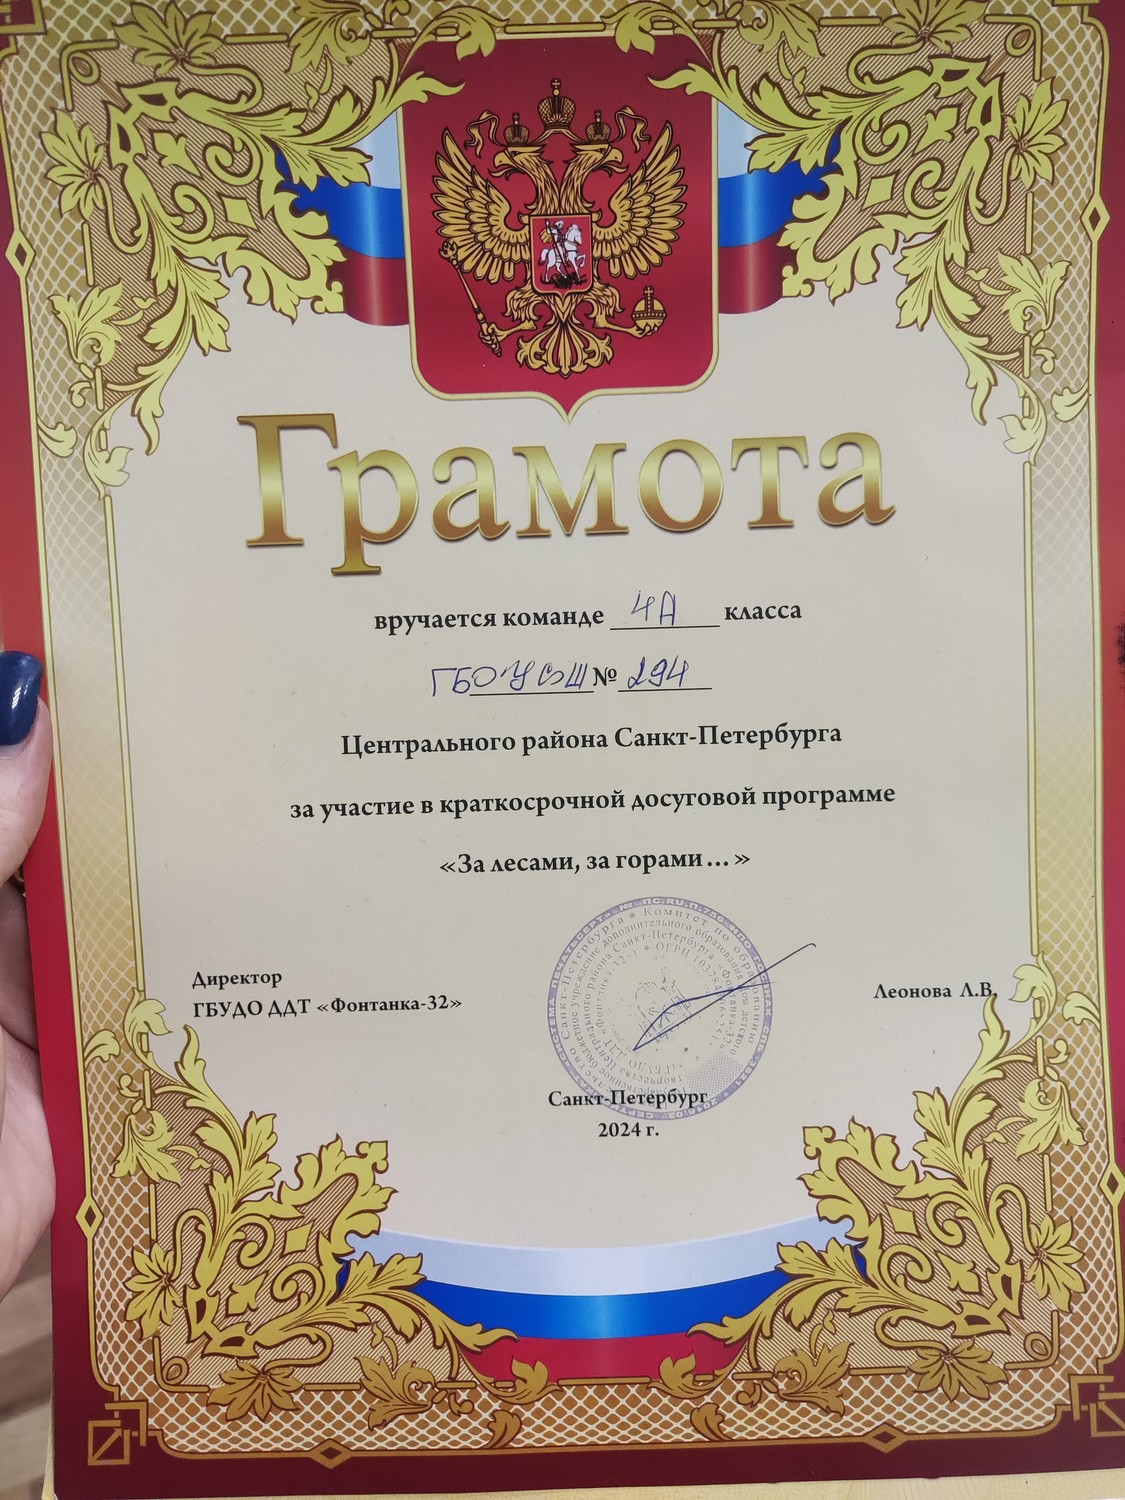 Грамота
вручается команде 4А класса
ГБОУ СОШ № 294
Центрального района Санкт-Петербурга
за участие в краткосрочной досуговой программе
«За лесами, за горами... »
Директор
ГБУДО ДДТ «Фонтанка-32»
Леонова Л.В.
Санкт-Петербург
2024 г.